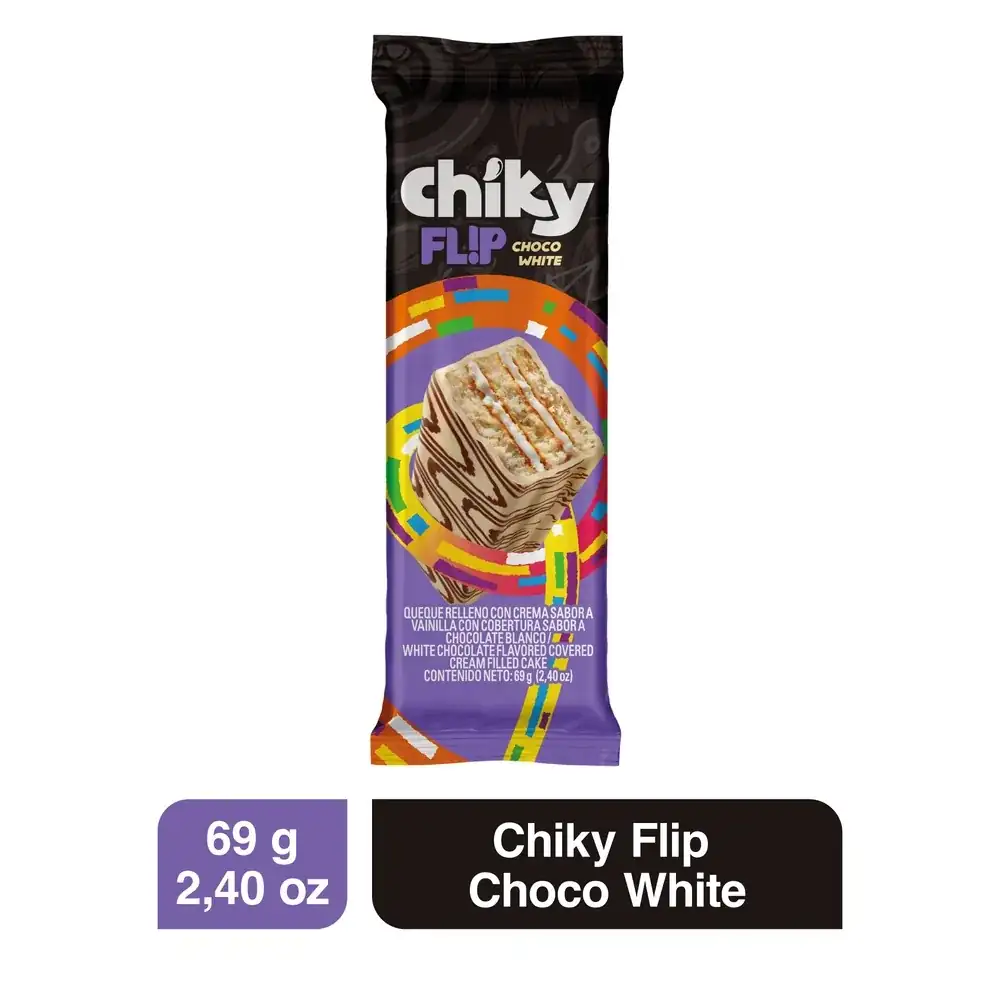 chiky
FL!P
CHOCO
WHITE
QUEQUE RELLENO CON CREMA SABOR A
VAINILLA CON COBERTURA SABOR A
CHOCOLATE BLANCO /
WHITE CHOCOLATE FLAVORED COVERED
CREAM FILLED CAKE
CONTENIDO NETO: 69 g (2,40 oz)
69 g
2,40 oz
Chiky Flip
Choco White